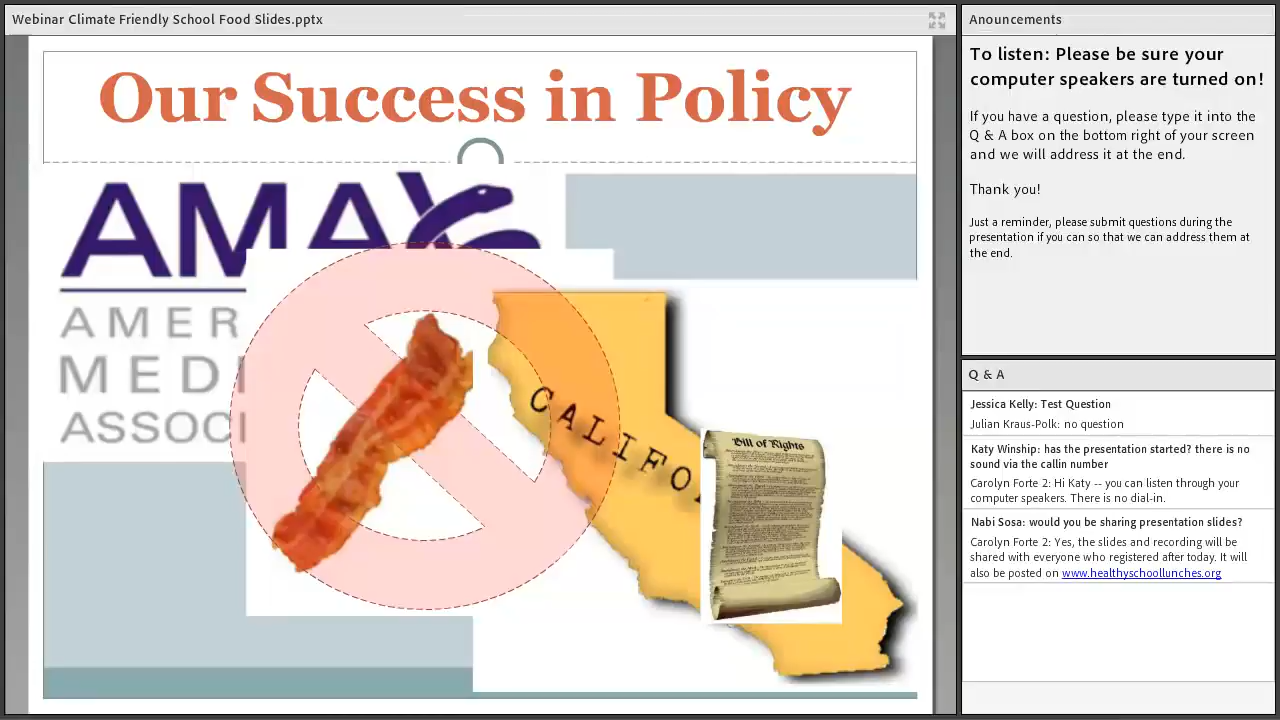 Webinar Climate Friendly School Food Slides.pptx
Our Success in Policy
AMA
AMER
MEDI
ASSOCI
CALIFO
Bill of Rights
Anouncements
To listen: Please be sure your
computer speakers are turned on!
If you have a question, please type it into the
Q & A box on the bottom right of your screen
and we will address it at the end.
Thank you!
Just a reminder, please submit questions during the
presentation if you can so that we can address them at
the end.
Q & A
Jessica Kelly: Test Question
Julian Kraus-Polk: no question
Katy Winship: has the presentation started? there is no
sound via the callin number
Carolyn Forte 2: Hi Katy -- you can listen through your
computer speakers. There is no dial-in
Nabi Sosa: would you be sharing presentation slides?
Carolyn Forte 2: Yes, the slides and recording will be
shared with everyone who registered after today. It will
also be posted on www.healthyschoollunches.org